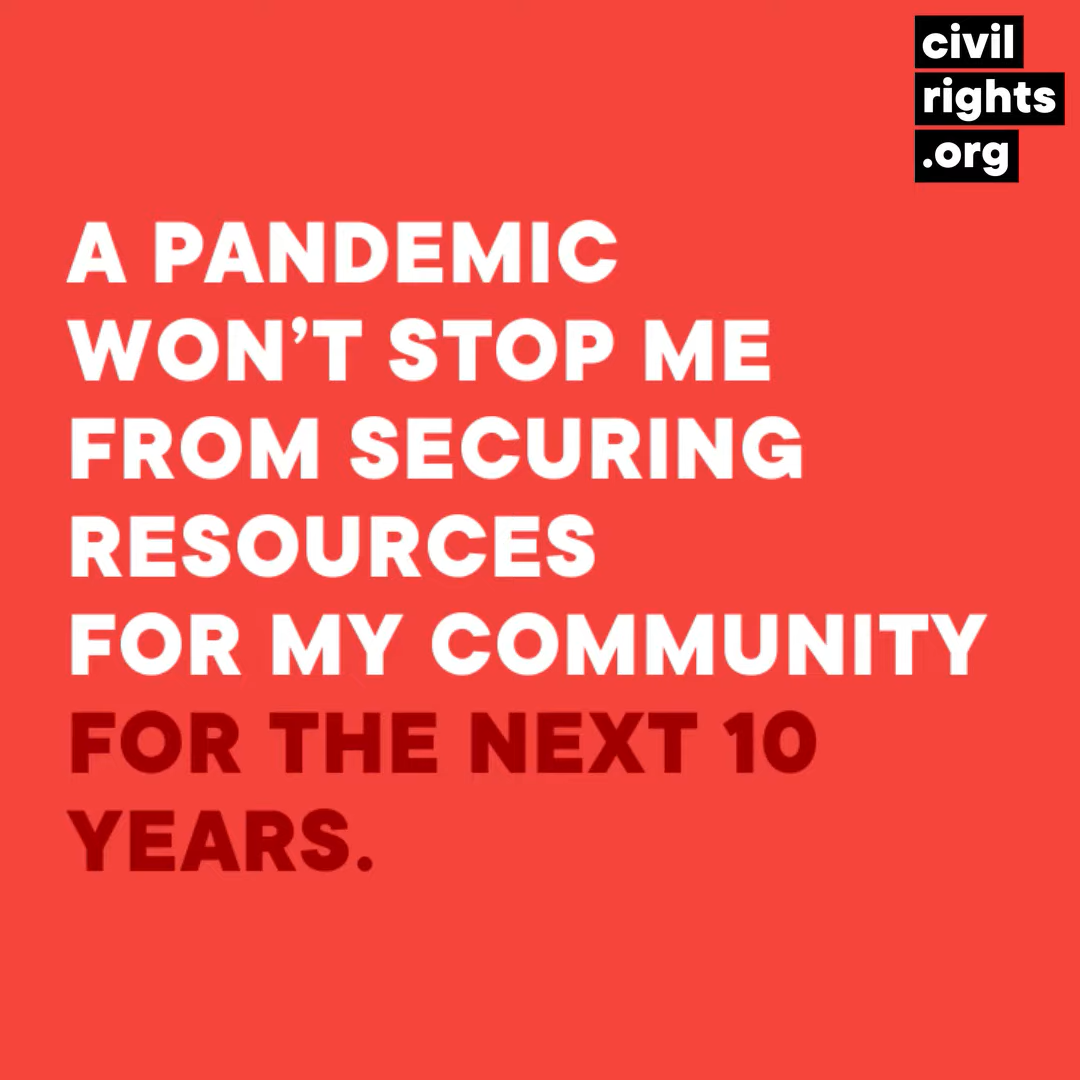 civil
rights
.org
A PANDEMIC
WON’T STOP ME
FROM SECURING
RESOURCES
FOR MY COMMUNITY
FOR THE NEXT 10
YEARS.